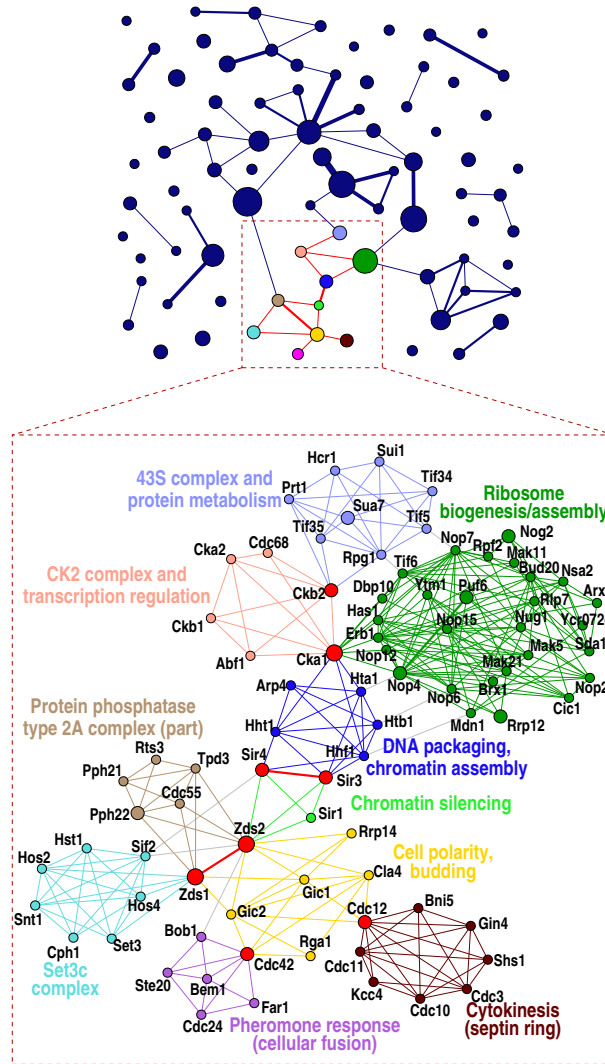 Sui1
Hcr1
43S complex and
protein metabolism
Prt1
Tif34
Sua7
Ribosome
biogenesis/assembly
Tif35
Tif5
Nog2
Nop7
Cka2
Cdc68
Rpg1
Tif6
Rpf2
Mak11
Bud20
CK2 complex and
transcription regulation
Ckb2
Dbp10
Ytm1
Puf6
Nsa2
Rlp7
Arx
Has1
Nop15
Nug1
Ycr072c
Ckb1
Erb1
Mak5
Sda1
Abf1
Cka1
Nop12
Mak21
Arp4
Hta1
Nop4
Nop6
Brx1
Nop2
Cic1
Protein phosphatase
type 2A complex (part)
Hht1
Htb1
Mdn1
Rrp12
Rts3
Tpd3
Hhf1
DNA packaging,
chromatin assembly
Pph21
Sir4
Sir3
Cdc55
Chromatin silencing
Pph22
Sir1
Zds2
Rrp14
Hst1
Sif2
Cell polarity,
budding
Hos2
Cla4
Zds1
Gic1
Snt1
Hos4
Gic2
Cdc12
Bni5
Gin4
Cph1
Set3
Bob1
Rga1
Set3c
complex
Cdc42
Cdc11
Shs1
Ste20
Bem1
Kcc4
Cdc3
Cdc24
Far1
Cdc10
Cytokinesis
(septin ring)
Pheromone response
(cellular fusion)